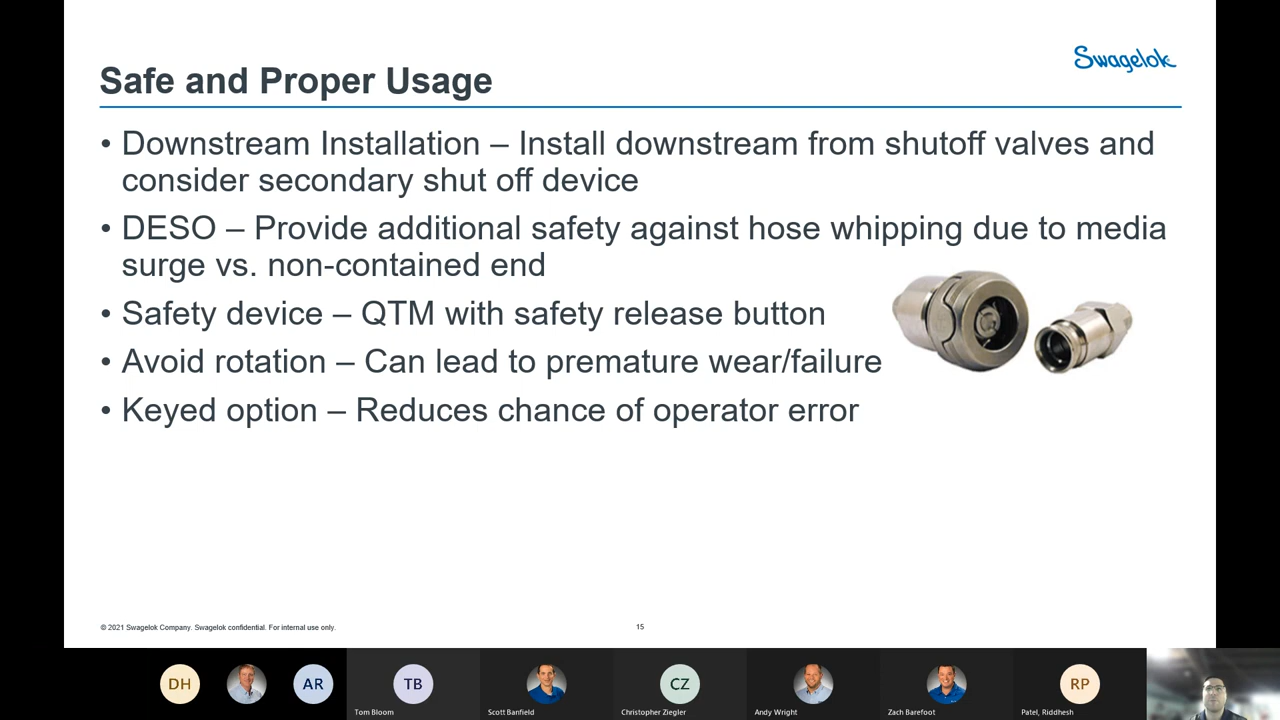 Swagelok
Safe and Proper Usage
• Downstream Installation – Install downstream from shutoff valves and
consider secondary shut off device
• DESO – Provide additional safety against hose whipping due to media
surge vs. non-contained end
• Safety device – QTM with safety release button
• Avoid rotation – Can lead to premature wear/failure
• Keyed option – Reduces chance of operator error
© 2021 Swagelok Company. Swagelok confidential. For internal use only.
15
DH
AR
TB
CZ
RP
Tom Bloom
Scott Banfield
Christopher Ziegler
Andy Wright
Zach Barefoot
Patel, Riddhesh